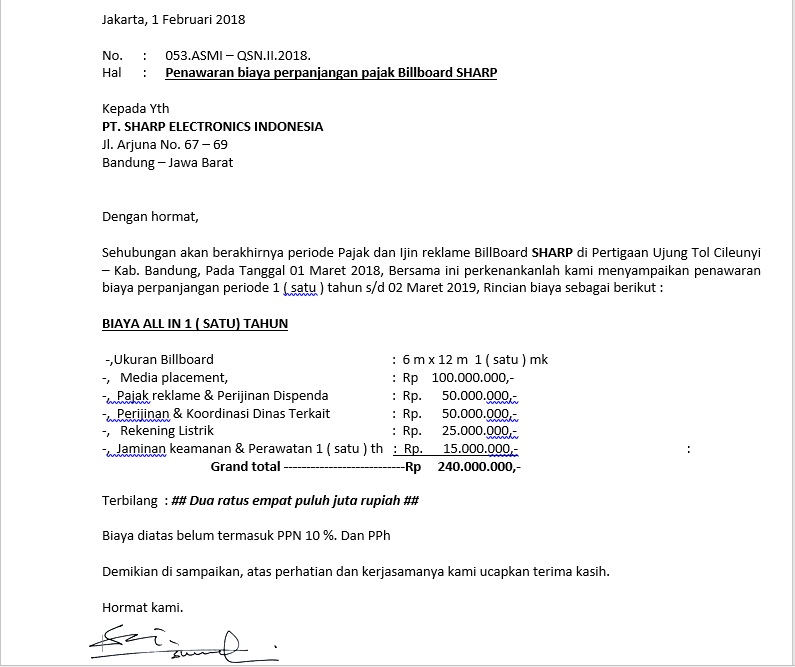 Jakarta, 1 Februari 2018
No. : 053.ASMI – QSN.II.2018.
Hal : Penawaran biaya perpanjangan pajak Billboard SHARP
Kepada Yth
PT. SHARP ELECTRONICS INDONESIA
Jl. Arjuna No. 67 – 69
Bandung – Jawa Barat
Dengan hormat,
Sehubungan akan berakhirnya periode Pajak dan Ijin reklame BillBoard SHARP di Pertigaan Ujung Tol Cileunyi
– Kab. Bandung, Pada Tanggal 01 Maret 2018, Bersama ini perkenankanlah kami menyampaikan penawaran
biaya perpanjangan periode 1 ( satu ) tahun s/d 02 Maret 2019, Rincian biaya sebagai berikut :
BIAYA ALL IN 1 ( SATU) TAHUN
-,Ukuran Billboard : 6 m x 12 m 1 ( satu ) mk
-, Media placement, : Rp 100.000.000,-
-, Pajak reklame & Perijinan Dispenda : Rp. 50.000.000,-
-, Perijinan & Koordinasi Dinas Terkait : Rp. 50.000.000,-
-, Rekening Listrik : Rp. 25.000.000,-
-, Jaminan keamanan & Perawatan 1 ( satu ) th : Rp. 15.000.000,- :
Grand total ---------------------------Rp 240.000.000,-
Terbilang : ## Dua ratus empat puluh juta rupiah ##
Biaya diatas belum termasuk PPN 10 %. Dan PPh
Demikian di sampaikan, atas perhatian dan kerjasamanya kami ucapkan terima kasih.
Hormat kami.